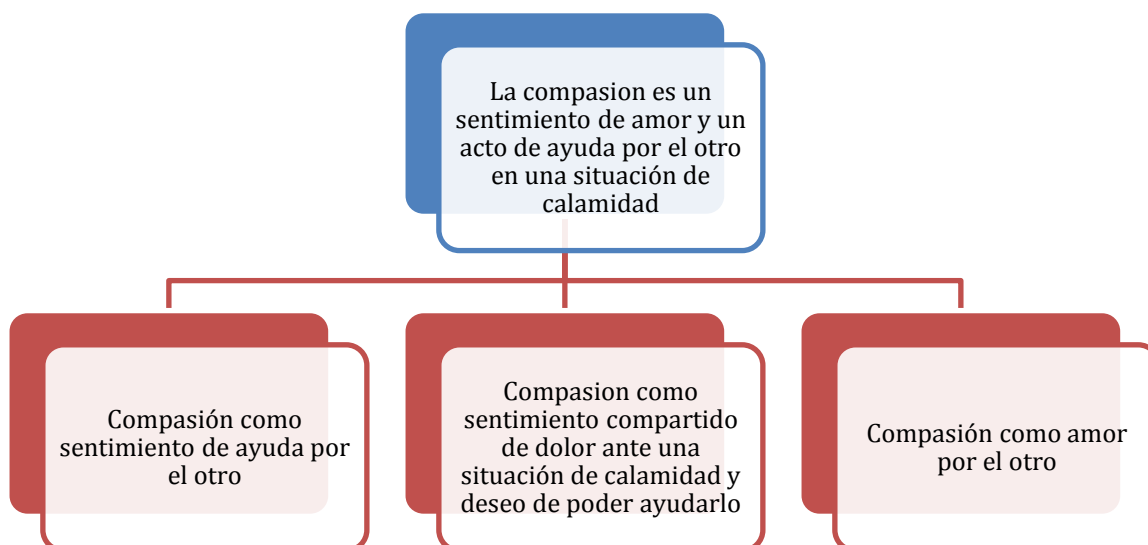 La compasion es un
sentimiento de amor y un
acto de ayuda por el otro
en una situación de
calamidad
Compasión como
sentimiento de ayuda por
el otro
Compasion como
sentimiento compartido
de dolor ante una
situación de calamidad y
deseo de poder ayudarlo
Compasión como amor
por el otro